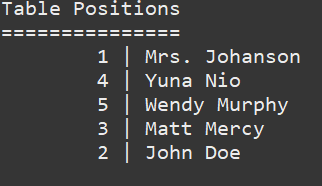 Table Positions
===============
        1 | Mrs. Johanson
        4 | Yuna Nio
        5 | Wendy Murphy
        3 | Matt Mercy
        2 | John Doe